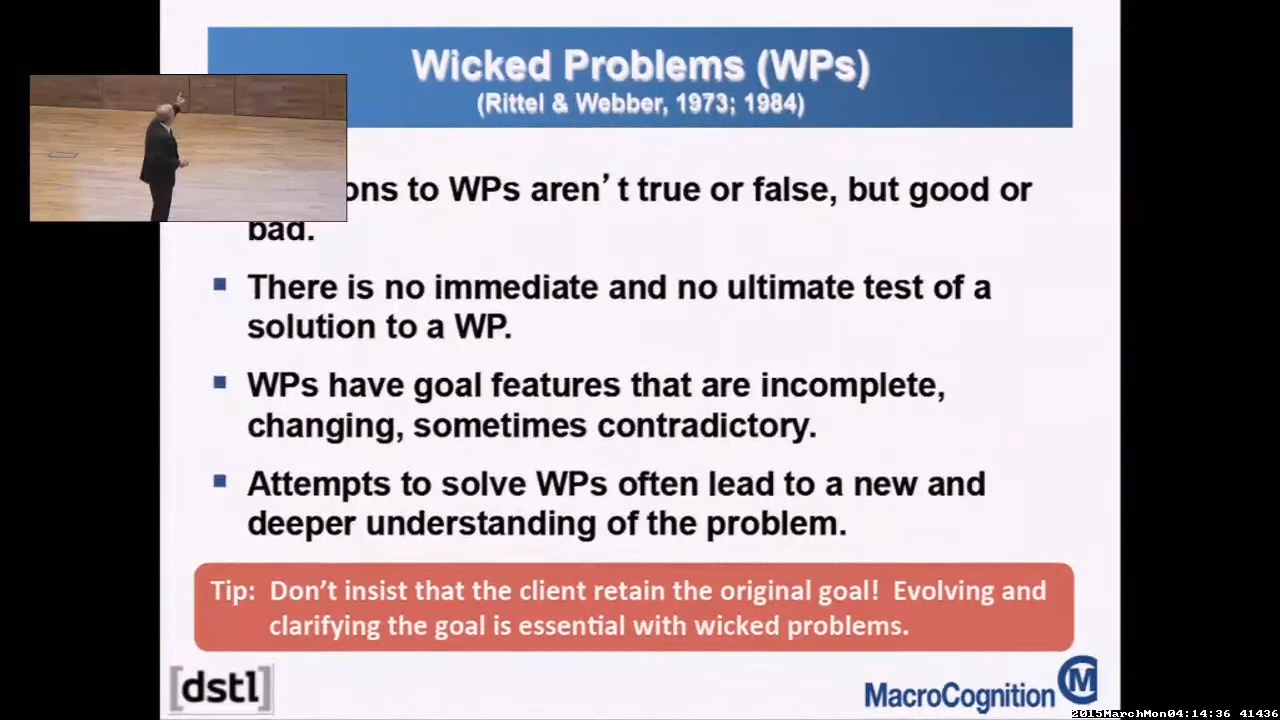 Wicked Problems (WPs)
(Rittel & Webber, 1973; 1984)
ons to WPs aren't true or false, but good or
bad.
There is no immediate and no ultimate test of a
solution to a WP.
WPs have goal features that are incomplete,
changing, sometimes contradictory.
Attempts to solve WPs often lead to a new and
deeper understanding of the problem.
Tip: Don't insist that the client retain the original goal! Evolving and
clarifying the goal is essential with wicked problems.
[dstl]
MacroCognition M
2015MarchMon04:14:36 41436